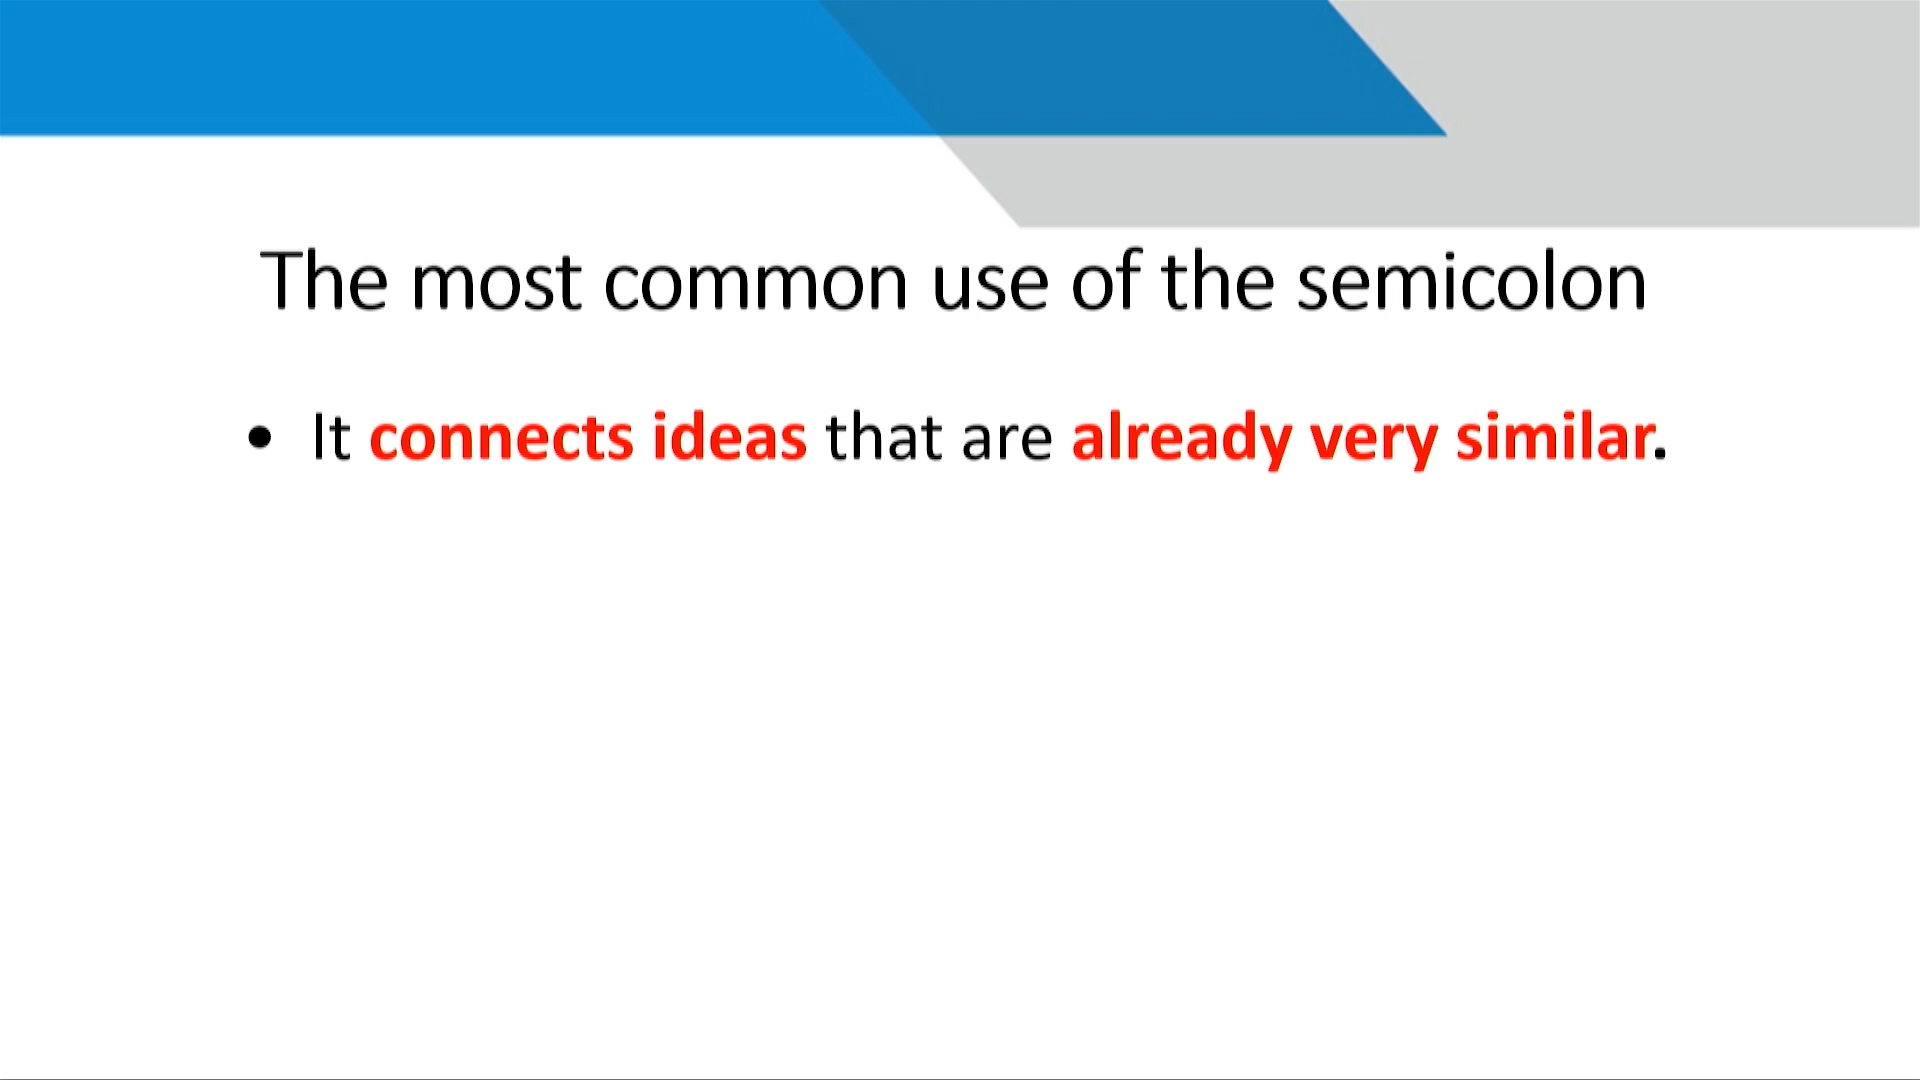 The most common use of the semicolon
• It connects ideas that are already very similar.